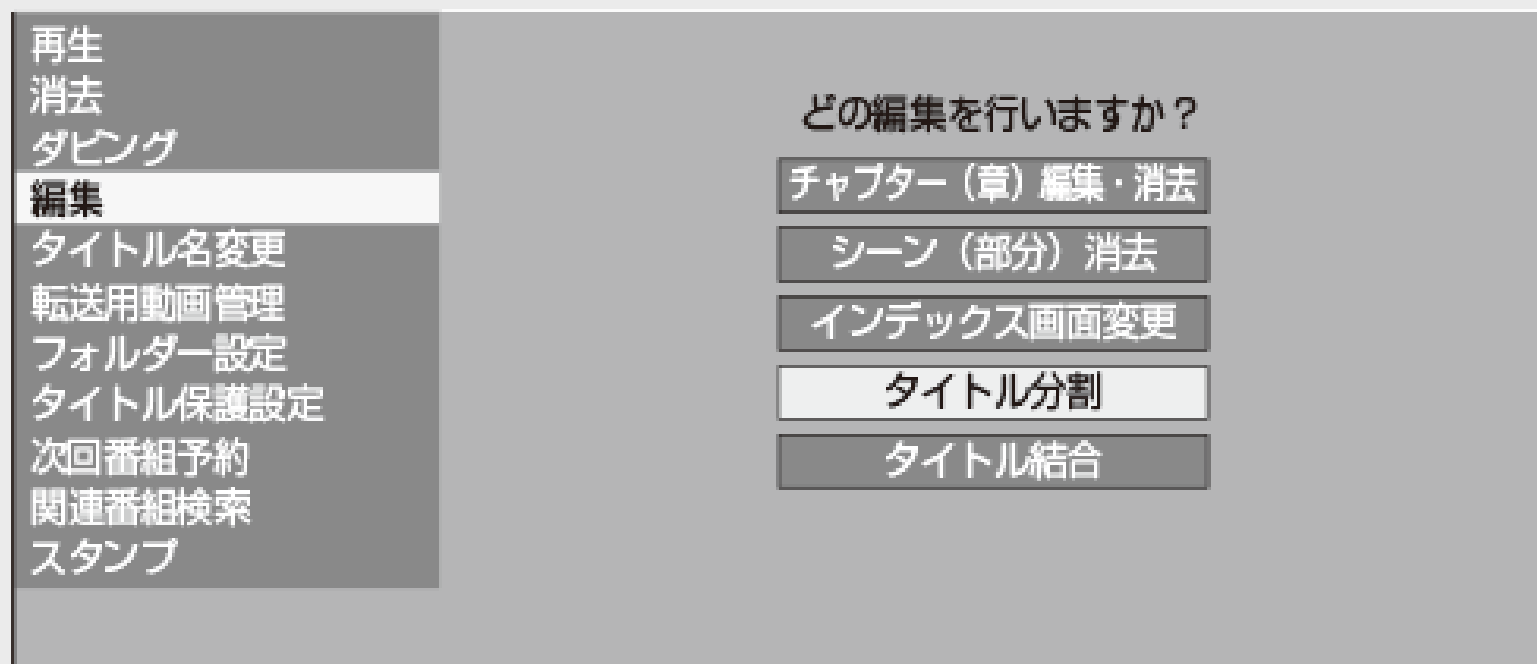 再生
消去
ダビング
編集
タイトル名変更
転送用動画管理
フォルダー設定
タイトル保護設定
次回番組予約
関連番組検索
スタンプ
どの編集を行いますか？
チャプター（章）編集・消去
シーン（部分）消去
インデックス画面変更
タイトル分割
タイトル結合